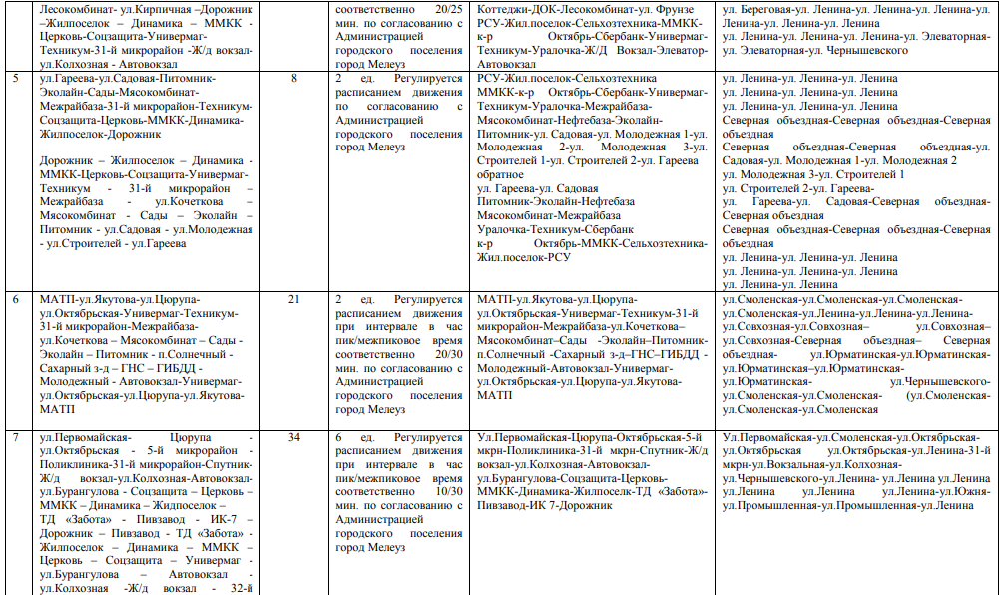 Лесокомбинат- ул.Кирпичная –Дорожник
–Жилпоселок – Динамика – ММКК -
Церковь-Соцзащита-Универмаг-
Техникум-31-й микрорайон -Ж/д вокзал-
ул.Колхозная - Автовокзал
соответственно 20/25
мин. по согласованию с
Администрацией
городского поселения
город Мелеуз
Коттеджи-ДОК-Лесокомбинат-ул. Фрунзе
РСУ-Жил.поселок-Сельхозтехника-ММКК-
к-р Октябрь-Сбербанк-Универмаг-
Техникум-Уралочка-Ж/Д Вокзал-Элеватор-
Автовокзал
ул. Береговая-ул. Ленина-ул. Ленина-ул. Ленина-ул.
Ленина-ул. Ленина-ул. Ленина
ул. Ленина-ул. Ленина-ул. Ленина-ул. Элеваторная-
ул. Элеваторная-ул. Чернышевского
5
ул.Гареева-ул.Садовая-Питомник-
Эколайн-Сады-Мясокомбинат-
Межрайбаза-31-й микрорайон-Техникум-
Соцзащита-Церковь-ММКК-Динамика-
Жилпоселок-Дорожник
Дорожник – Жилпоселок – Динамика -
ММКК-Церковь-Соцзащита-Универмаг-
Техникум - 31-й микрорайон –
Межрайбаза - ул.Кочеткова –
Мясокомбинат - Сады – Эколайн –
Питомник - ул.Садовая - ул.Молодежная
- ул.Строителей - ул.Гареева
8
2 ед. Регулируется
расписанием движения
по согласованию с
Администрацией
городского поселения
город Мелеуз
РСУ-Жил.поселок-Сельхозтехника
ММКК-к-р Октябрь-Сбербанк-Универмаг-
Техникум-Уралочка-Межрайбаза-
Мясокомбинат-Нефтебаза-Эколайн-
Питомник-ул. Садовая-ул. Молодежная 1-ул.
Молодежная 2-ул. Молодежная 3-ул.
Строителей 1-ул. Строителей 2-ул. Гареева
обратное
ул. Гареева-ул. Садовая
Питомник-Эколайн-Нефтебаза
Мясокомбинат-Межрайбаза
Уралочка-Техникум-Сбербанк
к-р Октябрь-ММКК-Сельхозтехника-
Жил.поселок-РСУ
ул. Ленина-ул. Ленина-ул. Ленина
ул. Ленина-ул. Ленина-ул. Ленина
ул. Ленина-ул. Ленина-ул. Ленина
Северная объездная-Северная объездная-Северная
объездная
Северная объездная-Северная объездная-ул.
Садовая-ул. Молодежная 1-ул. Молодежная 2
ул. Молодежная 3-ул. Строителей 1
ул. Строителей 2-ул. Гареева-
ул. Гареева-ул. Садовая-Северная объездная-
Северная объездная
Северная объездная-Северная объездная-Северная
объездная
ул. Ленина-ул. Ленина-ул. Ленина
ул. Ленина-ул. Ленина-ул. Ленина
ул. Ленина-ул. Ленина
6
МАТП-ул.Якутова-ул.Цюрупа-
ул.Октябрьская-Универмаг-Техникум-
31-й микрорайон-Межрайбаза-
ул.Кочеткова – Мясокомбинат – Сады -
Эколайн – Питомник - п.Солнечный -
Сахарный з-д – ГНС – ГИБДД -
Молодежный - Автовокзал-Универмаг-
ул.Октябрьская-ул.Цюрупа-ул.Якутова-
МАТП
21
2 ед. Регулируется
расписанием движения
при интервале в час
пик/межпиковое время
соответственно 20/30
мин. по согласованию с
Администрацией
городского поселения
город Мелеуз
МАТП-ул.Якутова-ул.Цюрупа-
ул.Октябрьская-Универмаг-Техникум-31-й
микрорайон-Межрайбаза-ул.Кочеткова–
Мясокомбинат–Сады -Эколайн–Питомник-
п.Солнечный -Сахарный з-д–ГНС–ГИБДД -
Молодежный-Автовокзал-Универмаг-
ул.Октябрьская-ул.Цюрупа-ул.Якутова-
МАТП
ул.Смоленская-ул.Смоленская-ул.Смоленская-
ул.Смоленская-ул.Ленина-ул.Ленина-ул.Ленина-
ул.Совхозная-ул.Совхозная– ул.Совхозная–
ул.Совхозная-Северная объездная– Северная
объездная- ул.Юрматинская-ул.Юрматинская-
ул.Юрматинская–ул.Юрматинская-
ул.Юрматинская- ул.Чернышевского-
ул.Смоленская-ул.Смоленская- (ул.Смоленская-
ул.Смоленская-ул.Смоленская
7
ул.Первомайская- Цюрупа -
ул.Октябрьская - 5-й микрорайон -
Поликлиника-31-й микрорайон-Спутник-
Ж/д вокзал-ул.Колхозная-Автовокзал-
ул.Бурангулова - Соцзащита – Церковь –
ММКК – Динамика – Жидпоселок –
ТД «Забота» - Пивзавод - ИК-7 –
Дорожник – Пивзавод - ТД «Забота» -
Жилпоселок – Динамика – ММКК –
Церковь – Соцзащита – Универмаг -
ул.Бурангулова – Автовокзал -
ул.Колхозная -Ж/д вокзал - 32-й
34
6 ед. Регулируется
расписанием движения
при интервале в час
пик/межпиковое время
соответственно 10/30
мин. по согласованию с
Администрацией
городского поселения
город Мелеуз
Ул.Первомайская-Цюрупа-Октябрьская-5-й
мкрн-Поликлиника-31-й мкрн-Спутник-Ж/д
вокзал-ул.Колхозная-Автовокзал-
ул.Бурангулова-Соцзащита-Церковь-
ММКК-Динамика-Жилпоселк-ТД «Забота»-
Пивзавод-ИК 7-Дорожник
Ул.Первомайская-ул.Смоленская-ул.Октябрьская-
ул.Октябрьская ул.Октябрьская-ул.Ленина-31-й
мкрн-ул.Вокзальная-ул.Колхозная-
ул.Чернышевского-ул.Ленина- ул.Ленина ул.Ленина
ул.Ленина ул.Ленина ул.Ленина-ул.Южня-
ул.Промышленная-ул.Промышленная-ул.Ленина